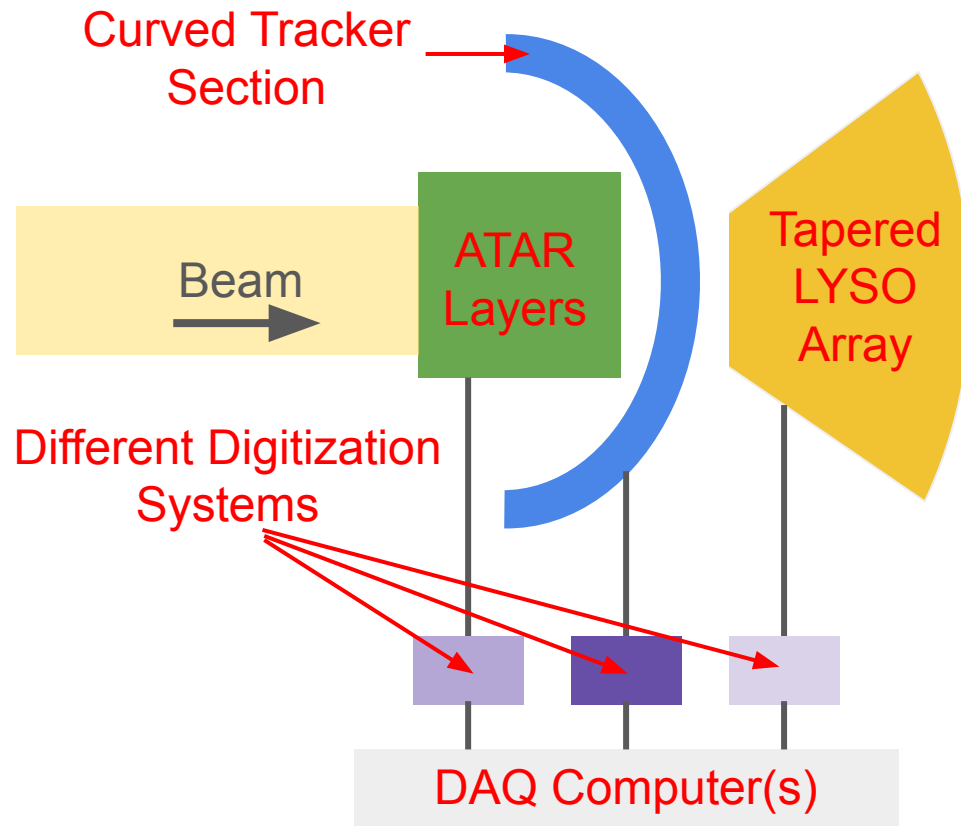 Curved Tracker
Section
ATAR
Layers
Tapered
LYSO
Array
Beam
Different Digitization
Systems
DAQ Computer(s)